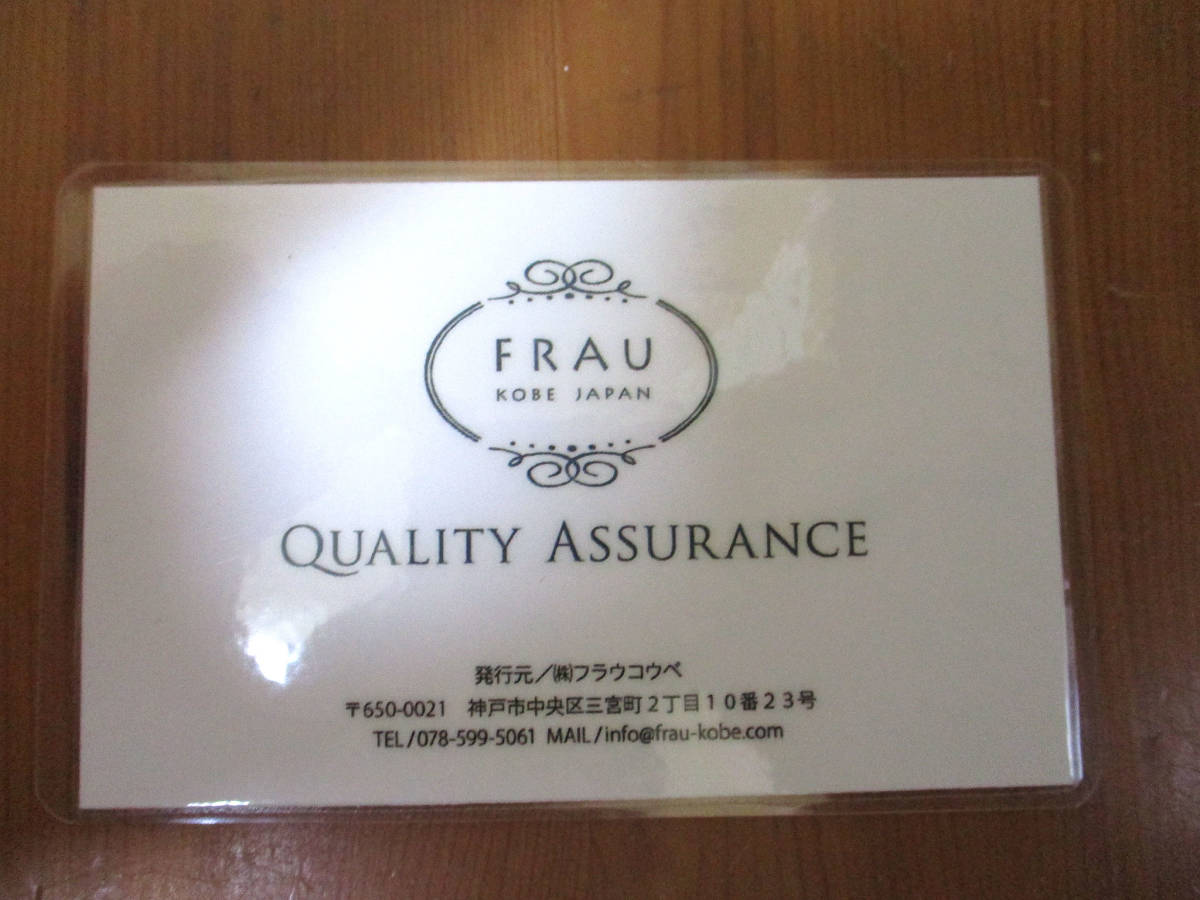 FRAU
KOBE JAPAN
QUALITY ASSURANCE
発行元／㈱フラウコウベ
〒650-0021　神戸市中央区三宮町２丁目１０番２３号
TEL/078-599-5061 MAIL/info@frau-kobe.com